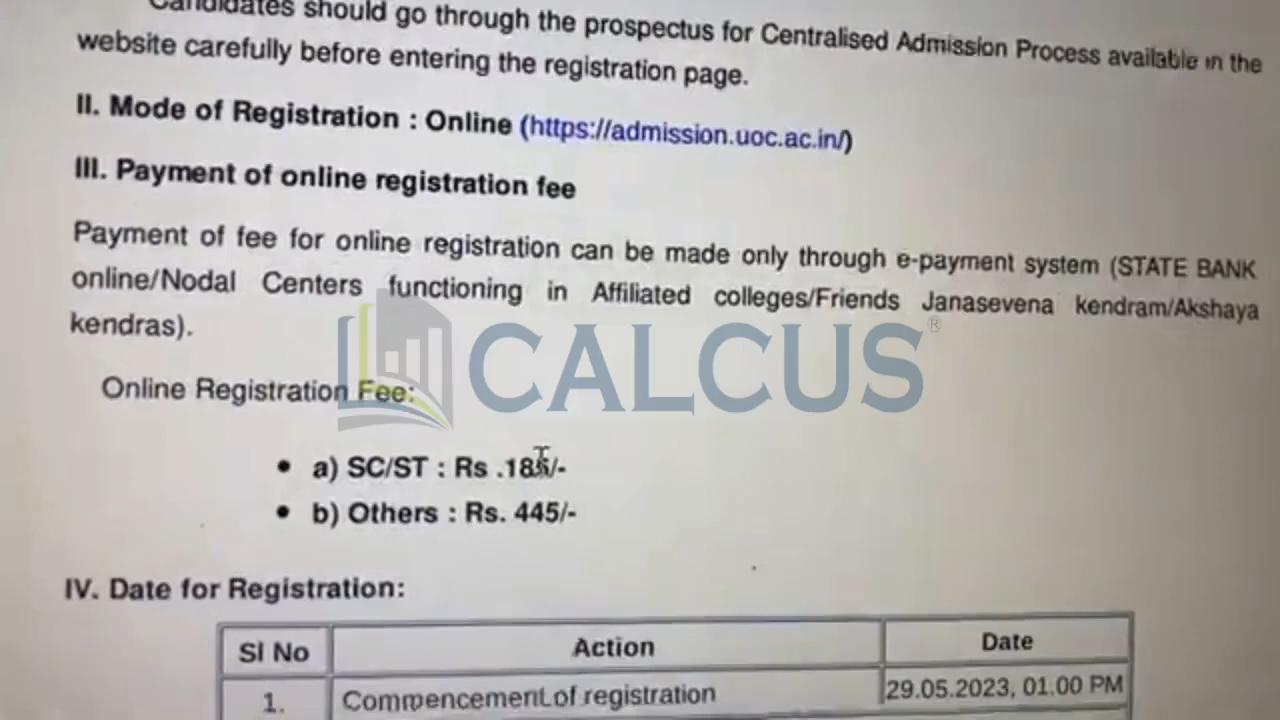 Candidates should go through the prospectus for Centralised Admission Process available in the
website carefully before entering the registration page.
II. Mode of Registration : Online (https://admission.uoc.ac.in/)
III. Payment of online registration fee
Payment of fee for online registration can be made only through e-payment system (STATE BANK
online/Nodal Centers functioning in Affiliated colleges/Friends Janasevena kendram/Akshaya
kendras).
CALCUS®
Online Registration Fee:
• a) SC/ST : Rs
• b) Others : Rs. 445/-
IV. Date for Registration:
Sl No Action Date
1. Commencement of registration 29.05.2023, 01.00 PM